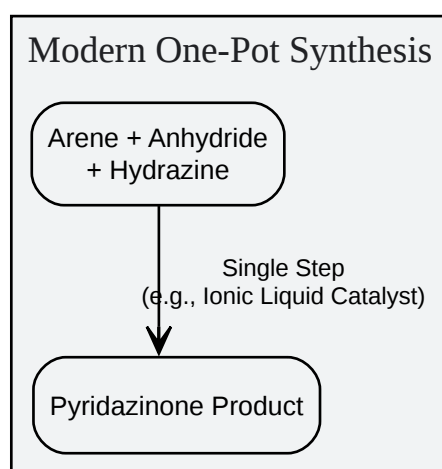 Modern One-Pot Synthesis
Arene + Anhydride
+ Hydrazine
Single Step
(e.g., Ionic Liquid Catalyst)
Pyridazinone Product